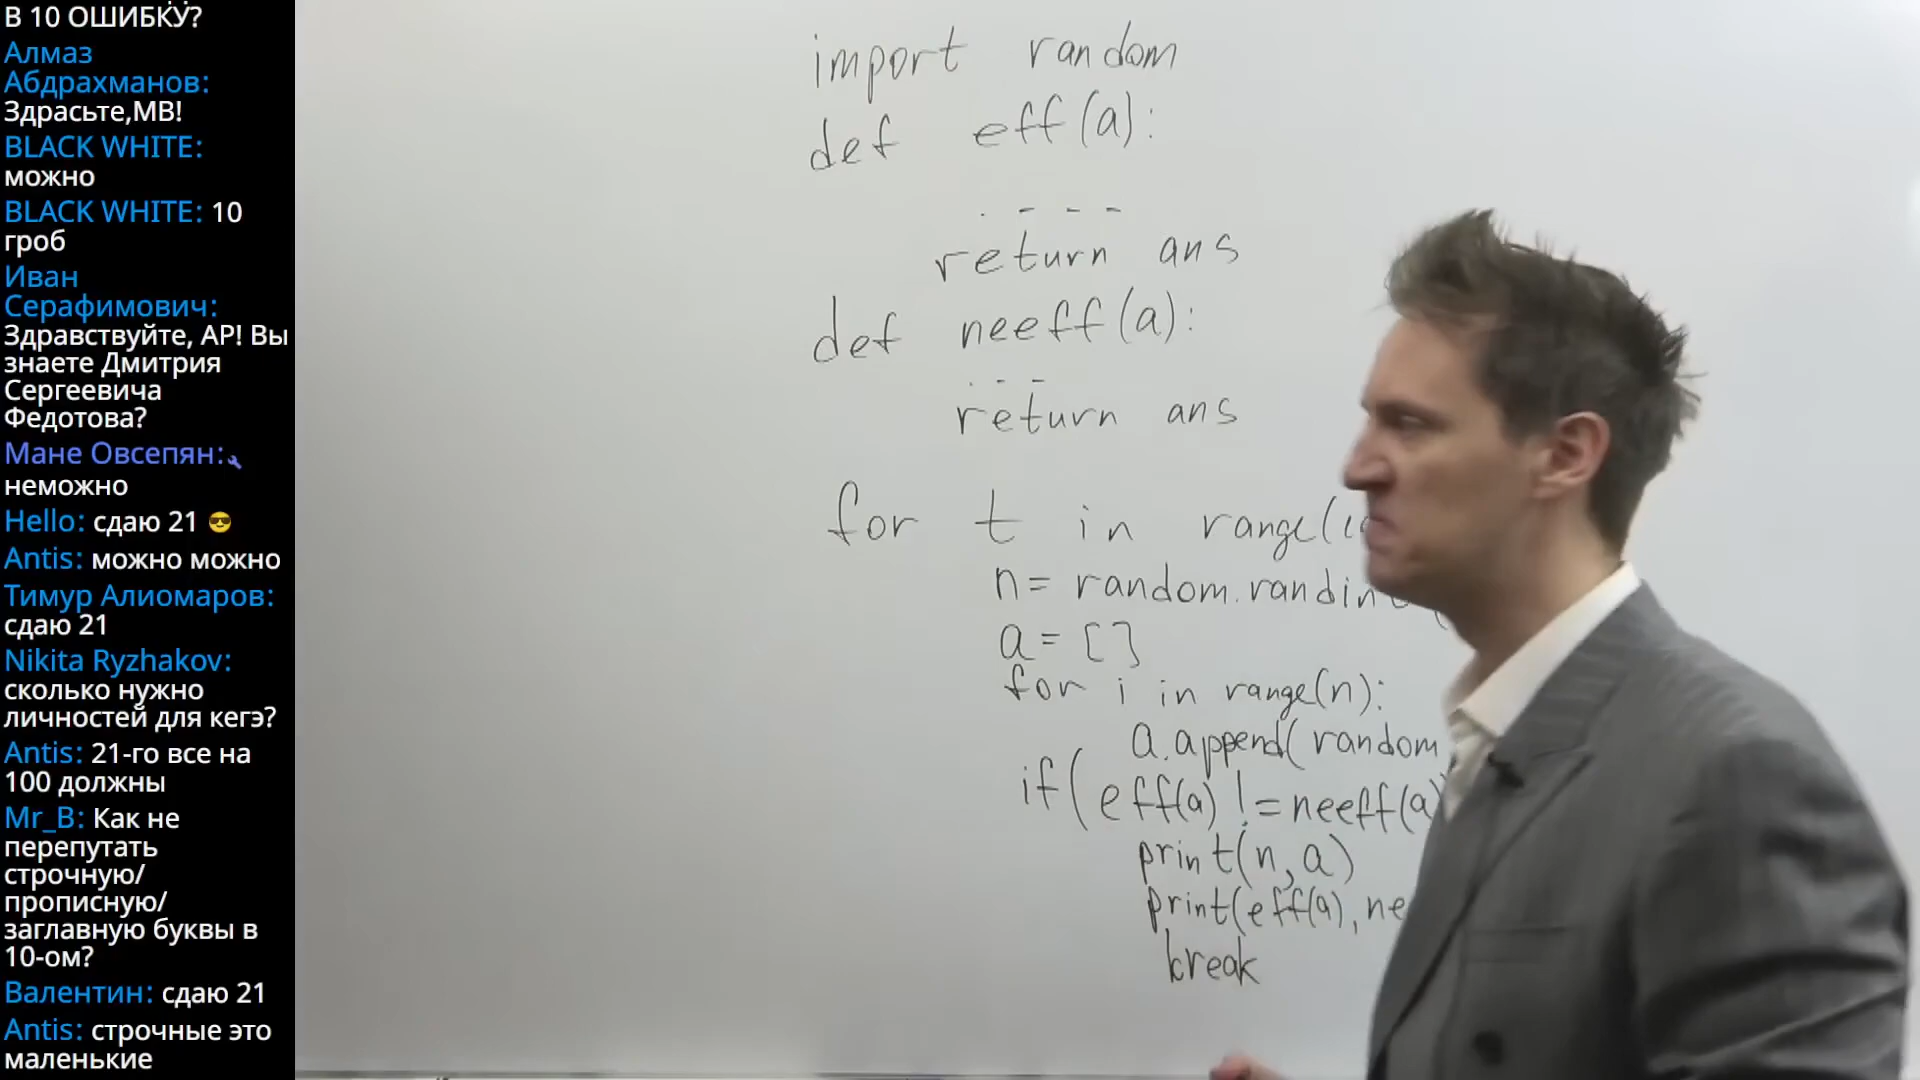 В 10 ОШИБКУ?
Алмаз
Абдрахманов:
Здрасьте,МВ!
BLACK WHITE:
можно
BLACK WHITE: 10
гроб
Иван
Серафимович:
Здравствуйте, АР! Вы
знаете Дмитрия
Сергеевича
Федотова?
Мане Овсепян:
неможно
Hello: сдаю 21 😎
Antis: можно можно
Тимур Алиомаров:
сдаю 21
Nikita Ryzhakov:
сколько нужно
личностей для кегэ?
Antis: 21-го все на
100 должны
Mr_B: Как не
перепутать
строчную/
прописную/
заглавную буквы в
10-ом?
Валентин: сдаю 21
Antis: строчные это
маленькие
import random
def eff(a):
. - - -
return ans
def neeff(a):
. - -
return ans
for t in range(
n= random.randin
a= []
for i in range(n):
a.append( random
if( eff(a) != neeff(a)
print(n, a)
print(eff(a), ne
break